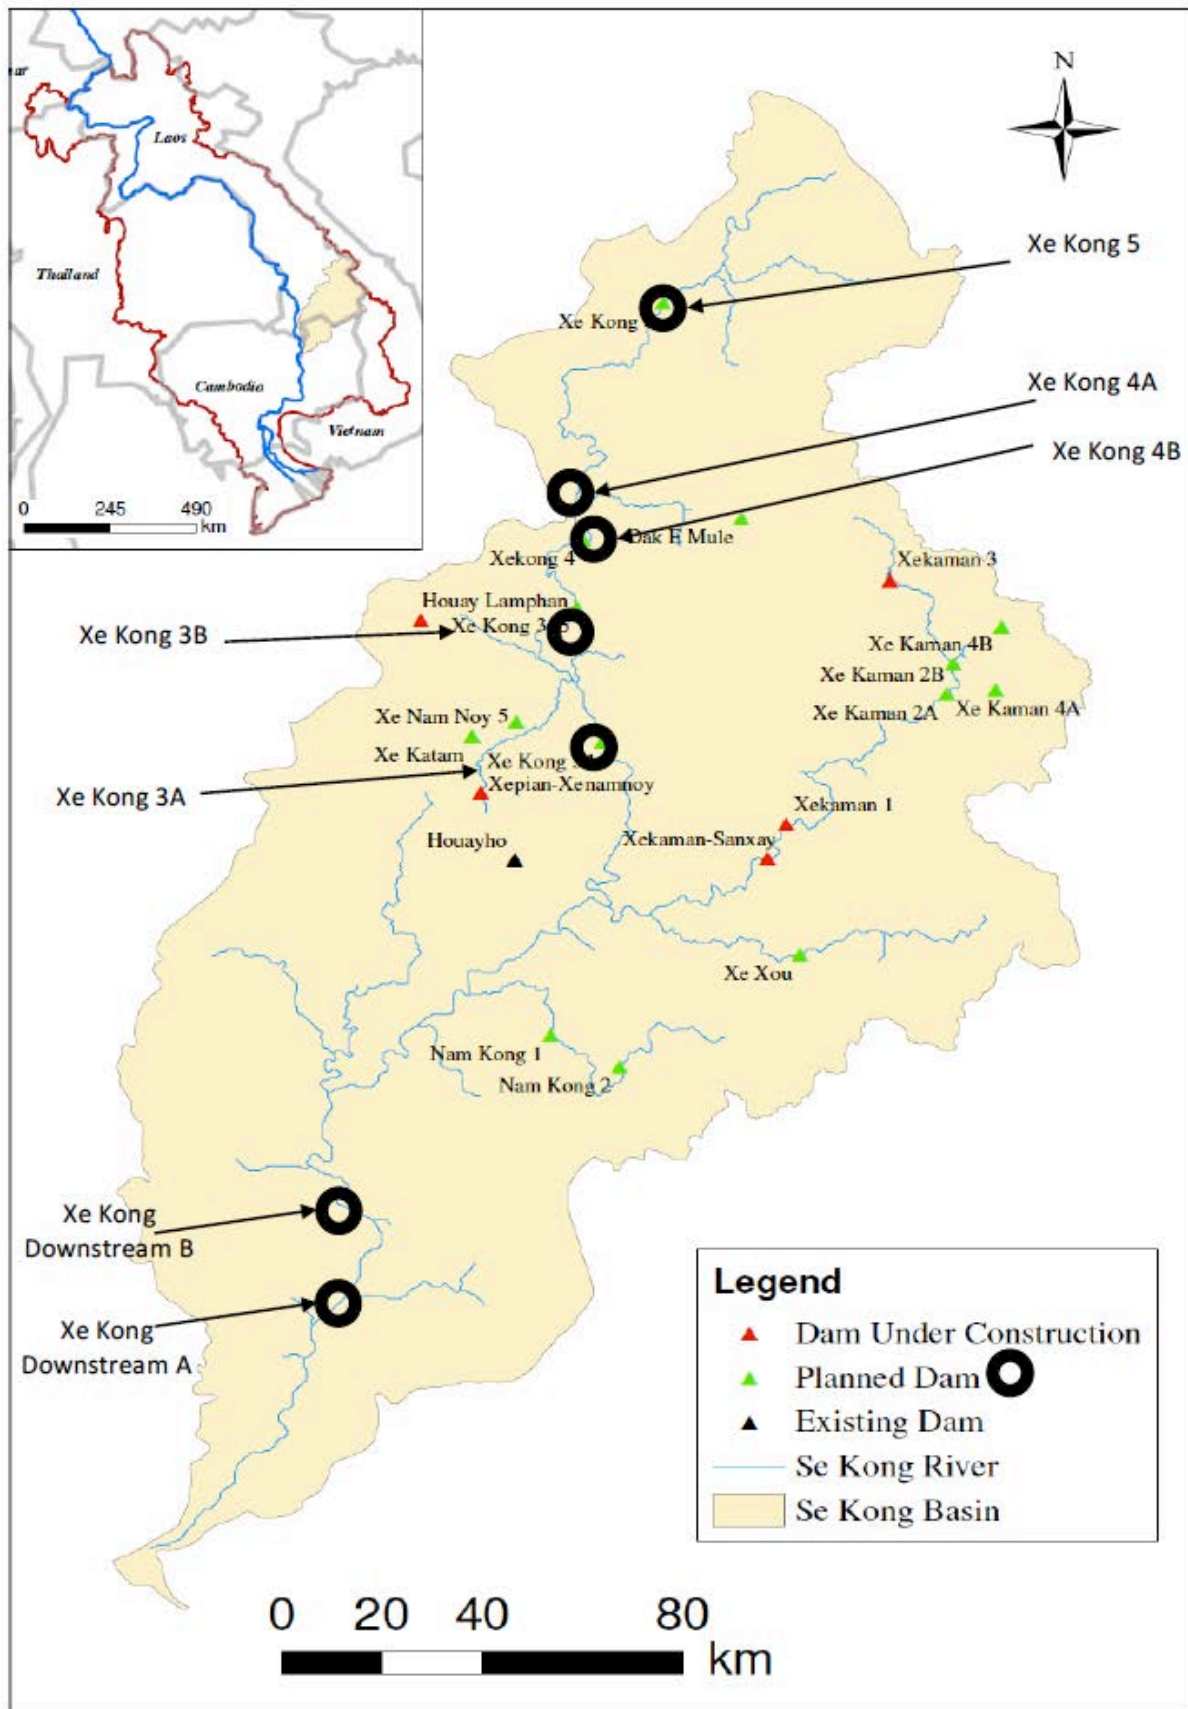 N
ar
Laos
Thailand
Cambodia
Vietnam
0 245 490
km
Xe Kong 5
Xe Kong
Xe Kong 4A
Xe Kong 4B
Dak E Mule
Xekong 4
Xekaman 3
Houay Lamphan
Xe Kong 3B
Xe Kong 3
Xe Kaman 4B
Xe Kaman 2B
Xe Kaman 2A
Xe Kaman 4A
Xe Nam Noy 5
Xe Katam
Xe Kong
Xe Kong 3A
Xepian-Xenamnoy
Xekaman 1
Houayho
Xekaman-Sanxay
Xe Xou
Nam Kong 1
Nam Kong 2
Xe Kong
Downstream B
Xe Kong
Downstream A
Legend
Dam Under Construction
Planned Dam
Existing Dam
Se Kong River
Se Kong Basin
0 20 40 80
km